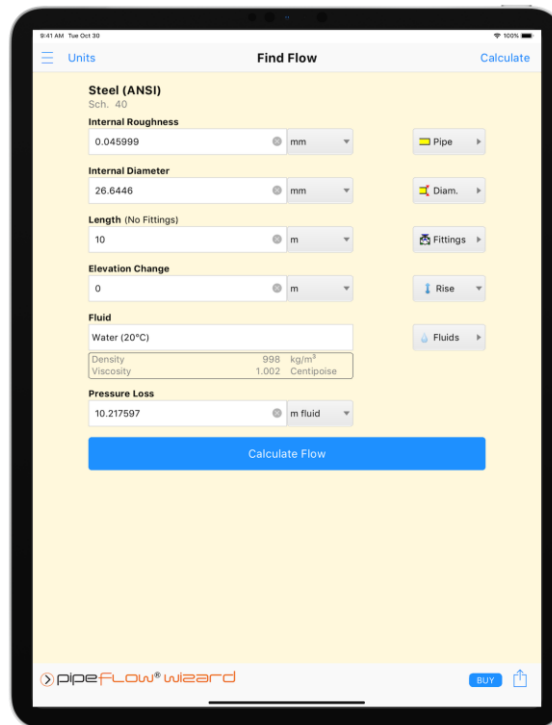 9:41 AM Tue Oct 30 100%
Units Find Flow Calculate
Steel (ANSI)
Sch. 40
Internal Roughness
0.045999 mm Pipe
Internal Diameter
26.6446 mm Diam.
Length (No Fittings)
10 m Fittings
Elevation Change
0 m Rise
Fluid
Water (20°C) Fluids
Density 998 kg/m³
Viscosity 1.002 Centipoise
Pressure Loss
10.217597 m fluid
Calculate Flow
pipeFLOW® wizard BUY